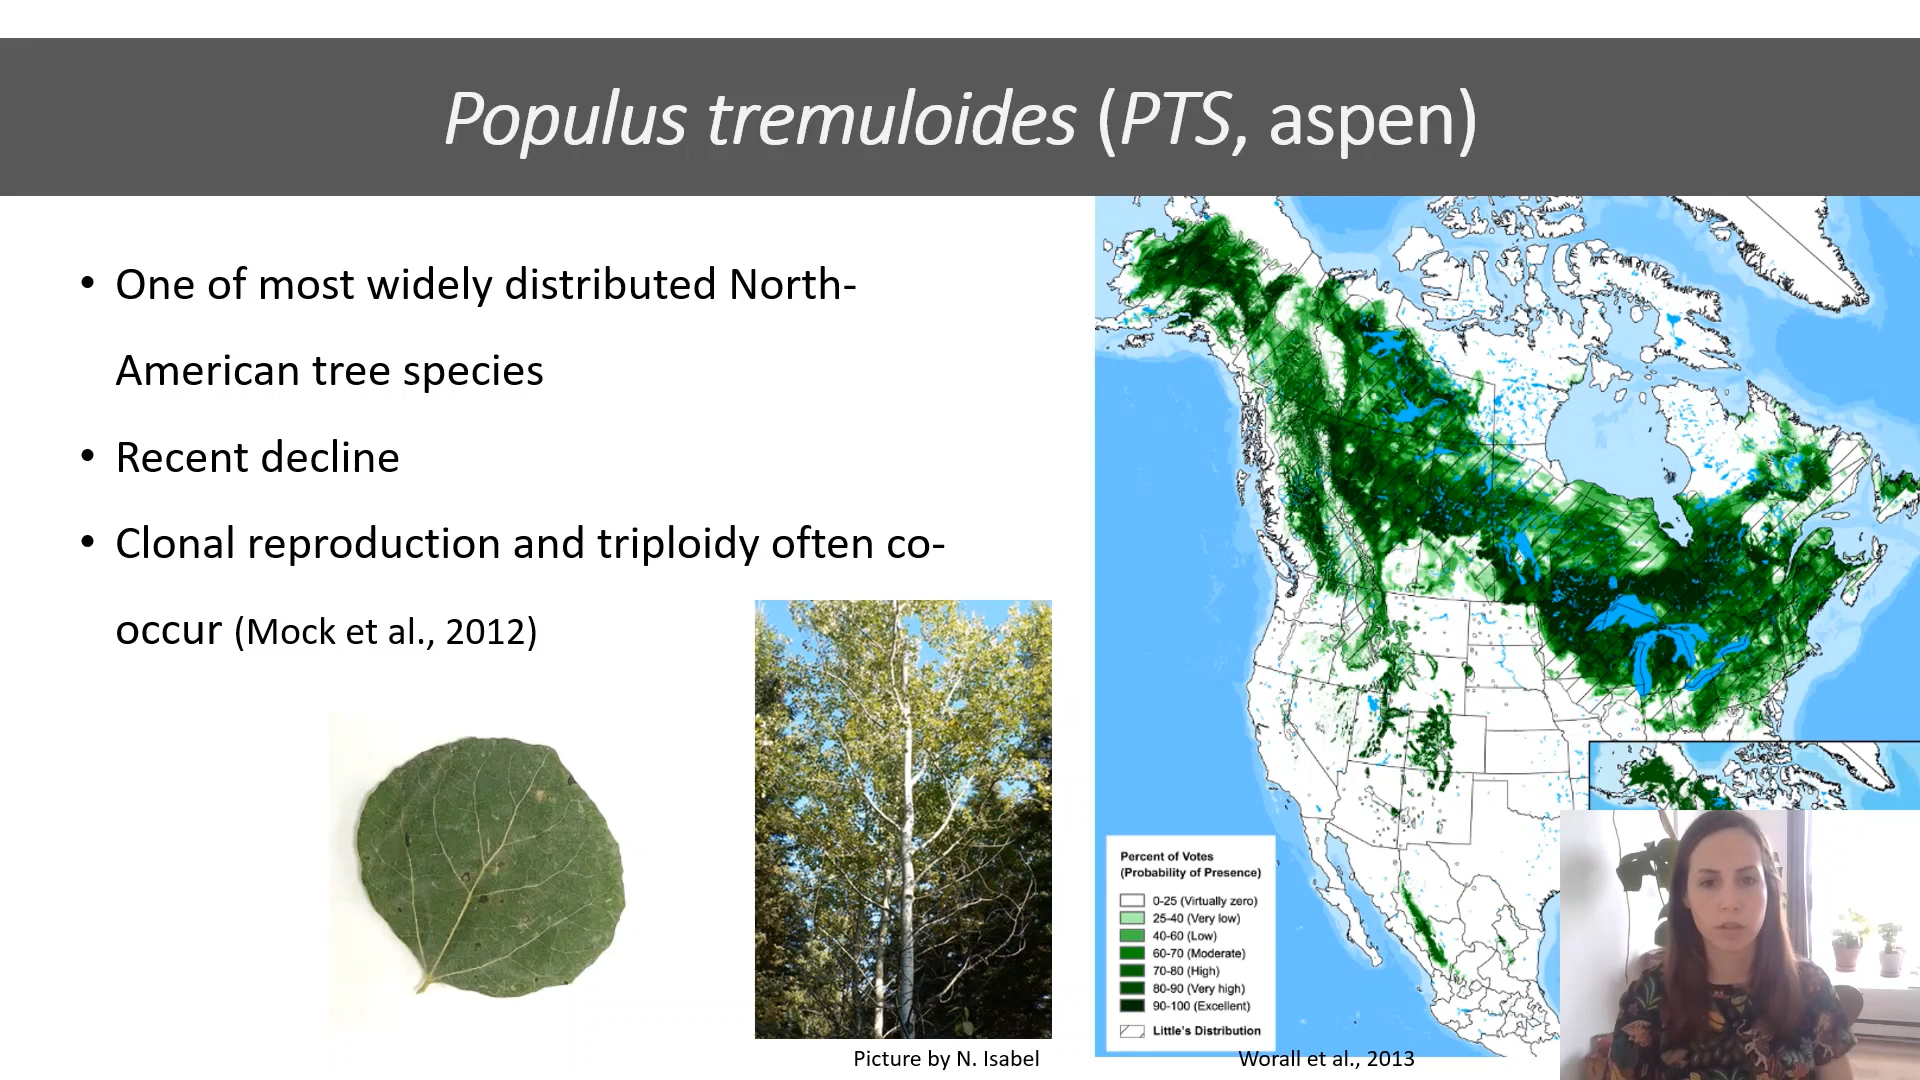 Populus tremuloides (PTS, aspen)
• One of most widely distributed North-
American tree species
• Recent decline
• Clonal reproduction and triploidy often co-
occur (Mock et al., 2012)
Picture by N. Isabel
Percent of Votes
(Probability of Presence)
0-25 (Virtually zero)
25-40 (Very low)
40-60 (Low)
60-70 (Moderate)
70-80 (High)
80-90 (Very high)
90-100 (Excellent)
Little's Distribution
Worall et al., 2013